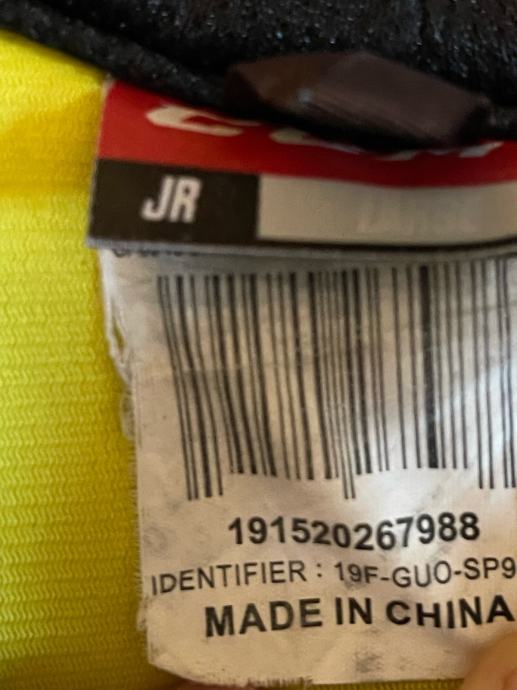 JR
191520267988
IDENTIFIER : 19F-GUO-SP9
MADE IN CHINA